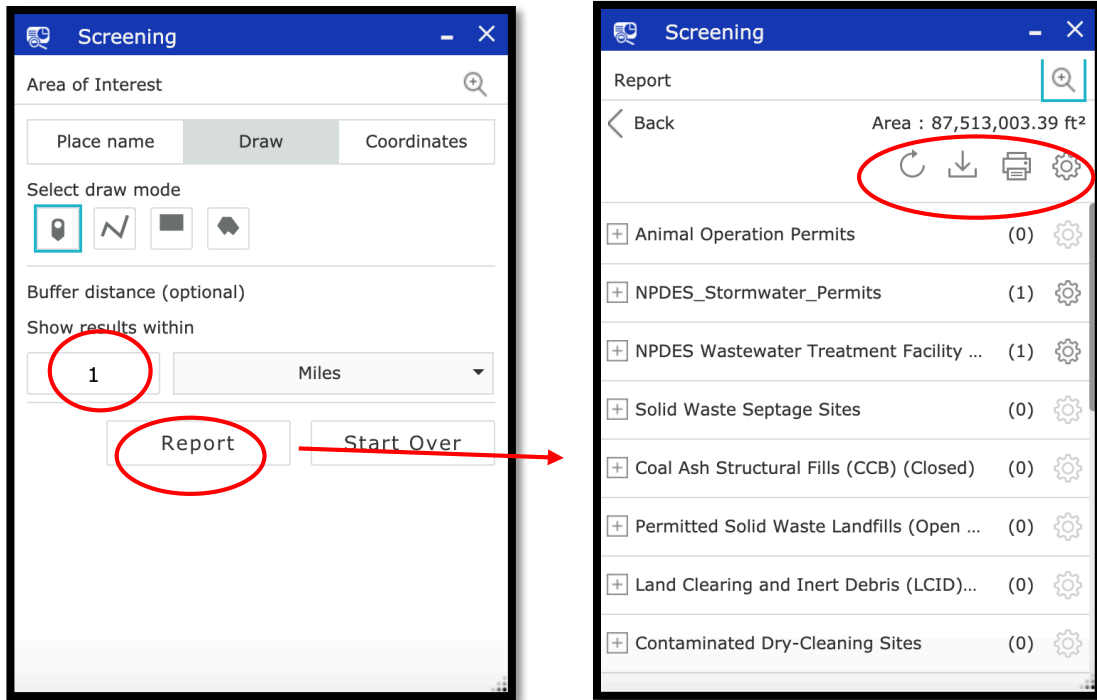 Screening
Area of Interest
Place name Draw Coordinates
Select draw mode
Buffer distance (optional)
Show results within
1 Miles
Report Start Over
Screening
Report
Back Area : 87,513,003.39 ft²
Animal Operation Permits (0)
NPDES_Stormwater_Permits (1)
NPDES Wastewater Treatment Facility ... (1)
Solid Waste Septage Sites (0)
Coal Ash Structural Fills (CCB) (Closed) (0)
Permitted Solid Waste Landfills (Open ... (0)
Land Clearing and Inert Debris (LCID)... (0)
Contaminated Dry-Cleaning Sites (0)